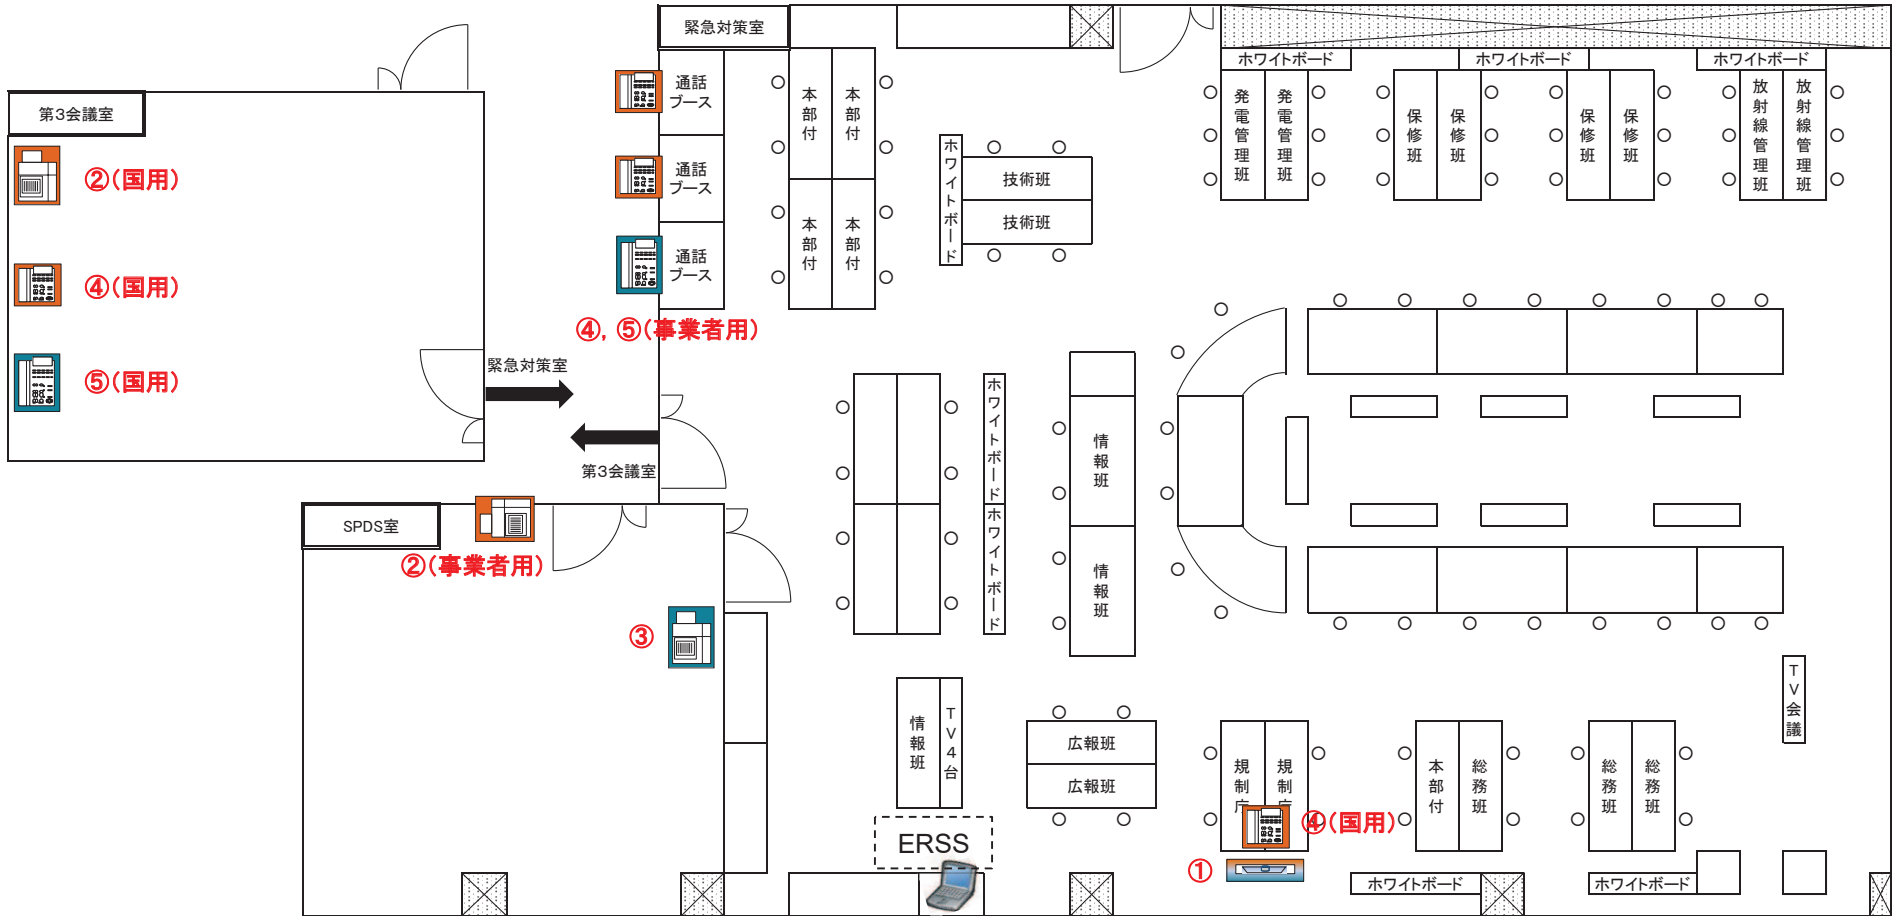 緊急対策室
第3会議室
②(国用)
④(国用)
⑤(国用)
通話
ブース
通話
ブース
通話
ブース
④, ⑤(事業者用)
本部付
本部付
本部付
本部付
ホワイトボード
技術班
技術班
ホワイトボード
発電管理班
発電管理班
ホワイトボード
保修班
保修班
保修班
保修班
ホワイトボード
放射線管理班
放射線管理班
緊急対策室
第3会議室
SPDS室
②(事業者用)
③
ホワイトボード
ホワイトボード
情報班
情報班
情報班
TV4台
ERSS
広報班
広報班
規制庁
規制庁
④(国用)
①
本部付
総務班
総務班
総務班
TV会議
ホワイトボード
ホワイトボード